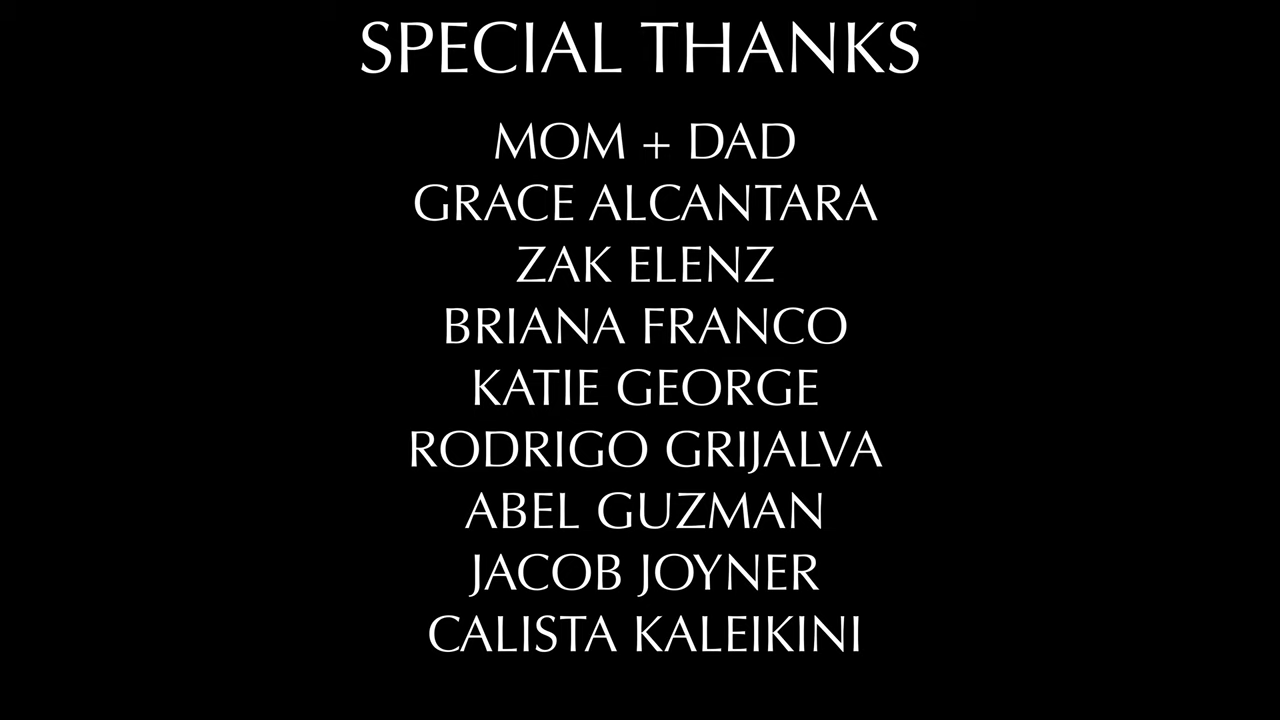 SPECIAL THANKS
MOM + DAD
GRACE ALCANTARA
ZAK ELENZ
BRIANA FRANCO
KATIE GEORGE
RODRIGO GRIJALVA
ABEL GUZMAN
JACOB JOYNER
CALISTA KALEIKINI